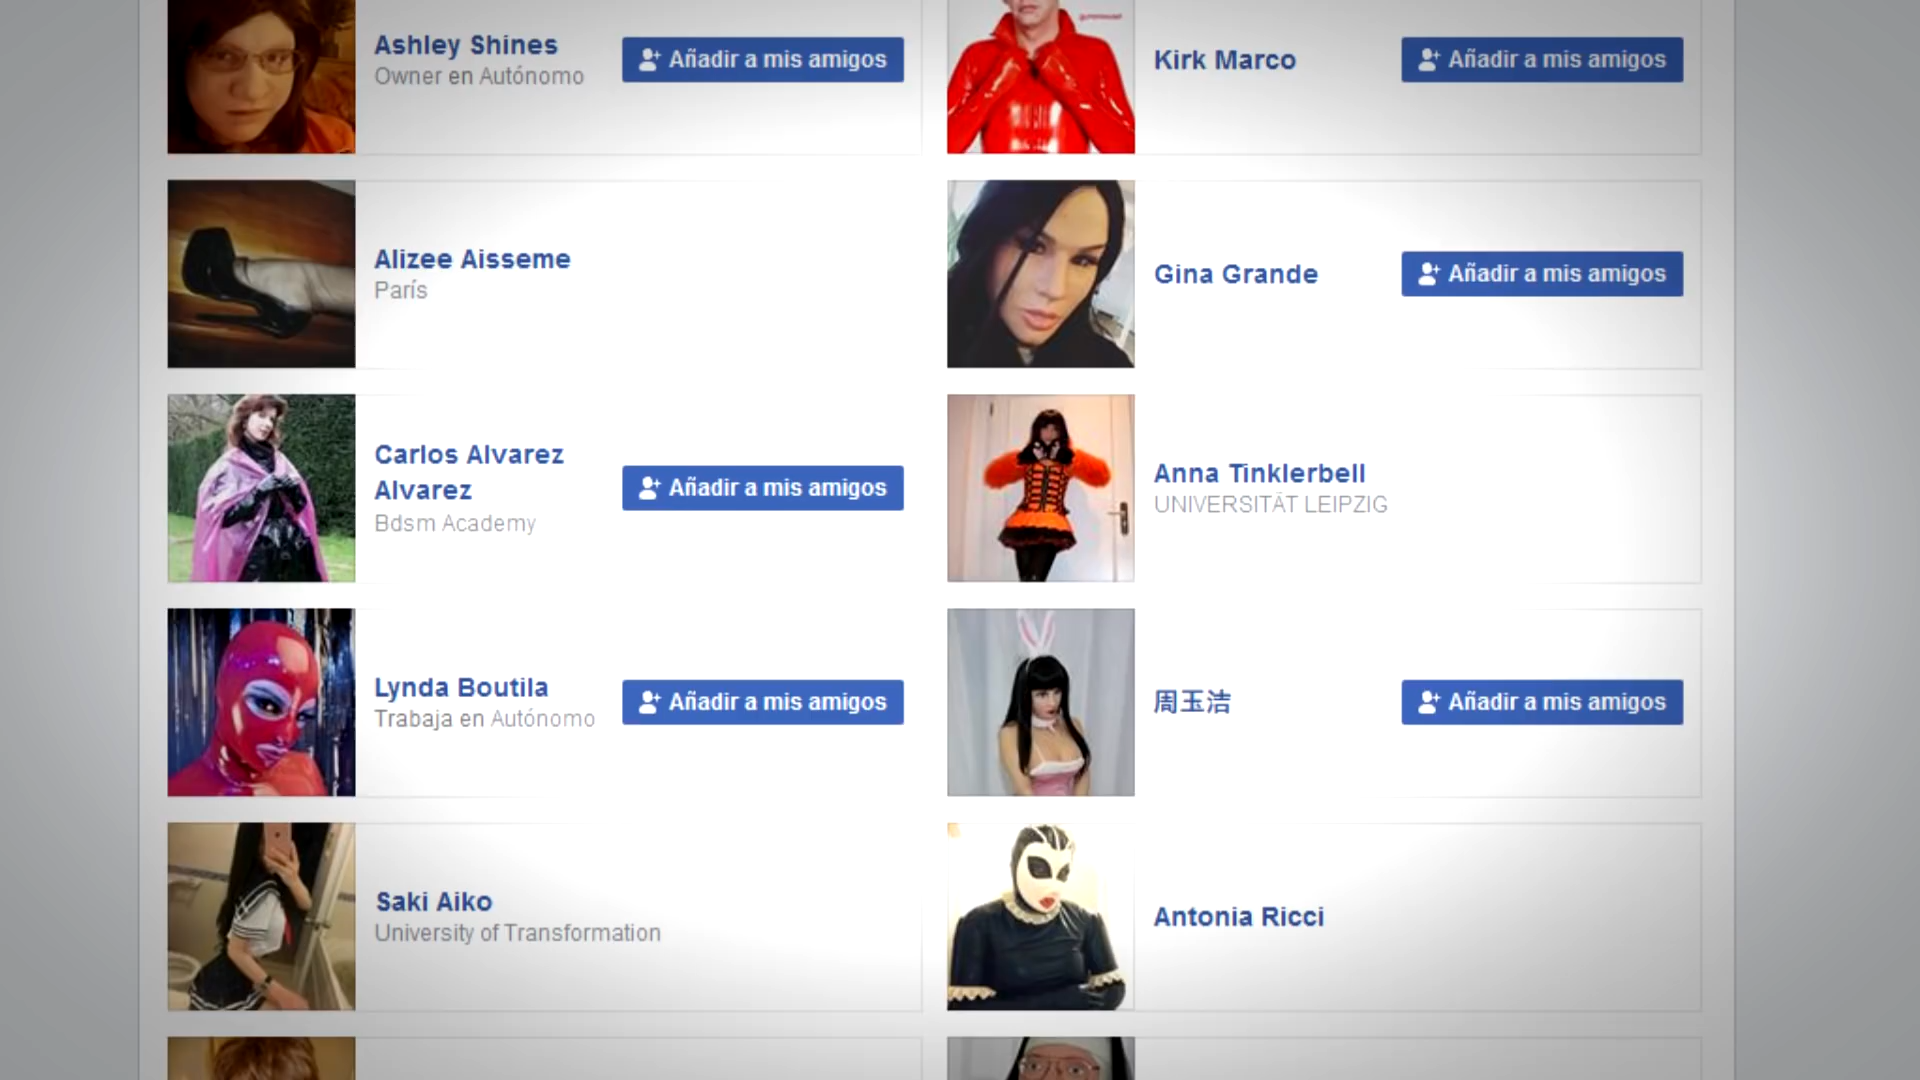 Ashley Shines
Owner en Autónomo
Añadir a mis amigos
Kirk Marco
Añadir a mis amigos
Alizee Aisseme
París
Gina Grande
Añadir a mis amigos
Carlos Alvarez
Alvarez
Bdsm Academy
Añadir a mis amigos
Anna Tinklerbell
UNIVERSITÄT LEIPZIG
Lynda Boutila
Trabaja en Autónomo
Añadir a mis amigos
周玉洁
Añadir a mis amigos
Saki Aiko
University of Transformation
Antonia Ricci